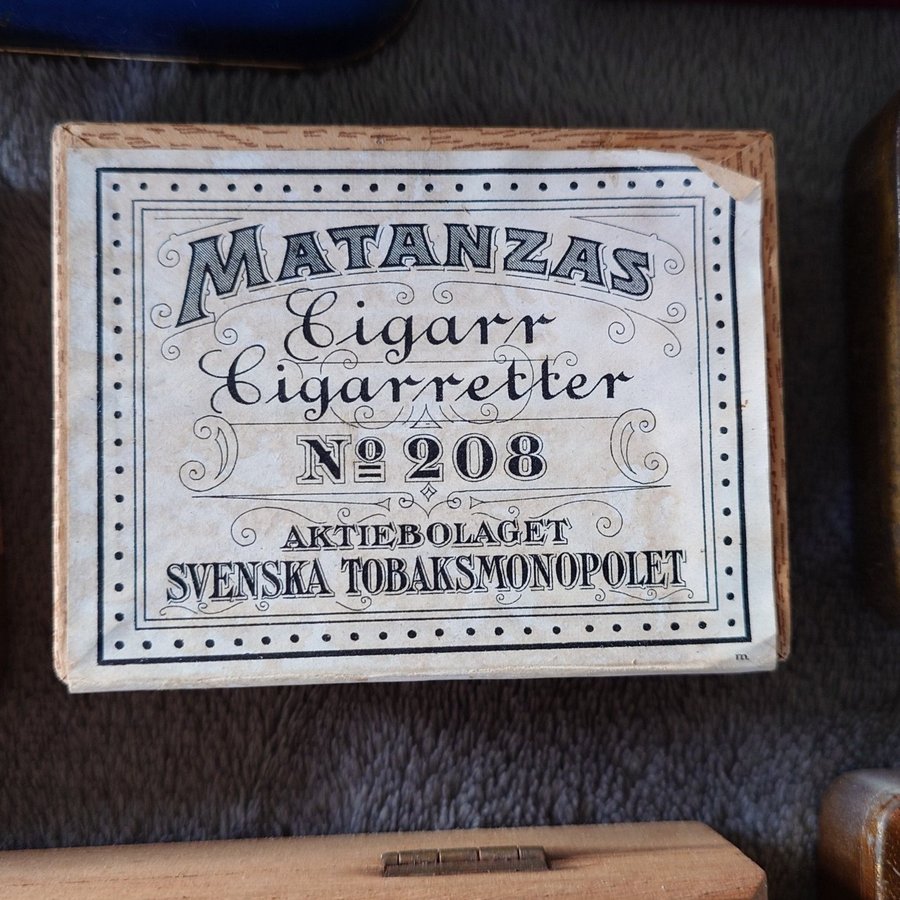 MATANZAS
Cigarr
Cigarretter
Nº 208
AKTIEBOLAGET
SVENSKA TOBAKSMONOPOLET